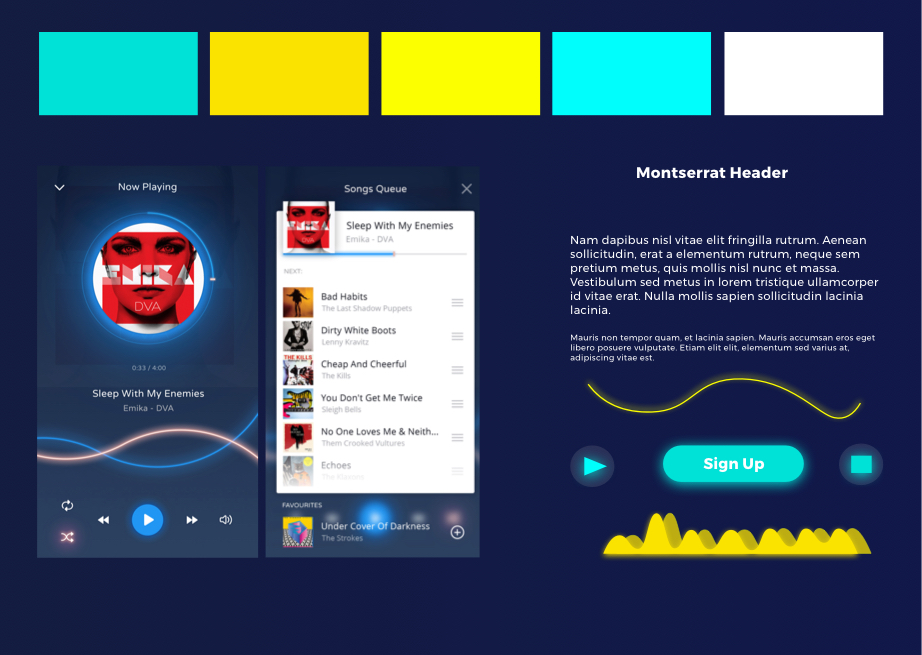 Now Playing
EMIKA
DVA
0:33 / 4:00
Sleep With My Enemies
Emika - DVA
Songs Queue
EMIKA
Sleep With My Enemies
Emika - DVA
NEXT:
Bad Habits
The Last Shadow Puppets
Dirty White Boots
Lenny Kravitz
THE KILLS
Cheap And Cheerful
The Kills
You Don't Get Me Twice
Sleigh Bells
No One Loves Me & Neith...
Them Crooked Vultures
Echoes
FAVOURITES
Under Cover Of Darkness
The Strokes
Montserrat Header
Nam dapibus nisl vitae elit fringilla rutrum. Aenean
sollicitudin, erat a elementum rutrum, neque sem
pretium metus, quis mollis nisl nunc et massa.
Vestibulum sed metus in lorem tristique ullamcorper
id vitae erat. Nulla mollis sapien sollicitudin lacinia
lacinia.
Mauris non tempor quam, et lacinia sapien. Mauris accumsan eros eget
libero posuere vulputate. Etiam elit elit, elementum sed varius at,
adipiscing vitae est.
Sign Up